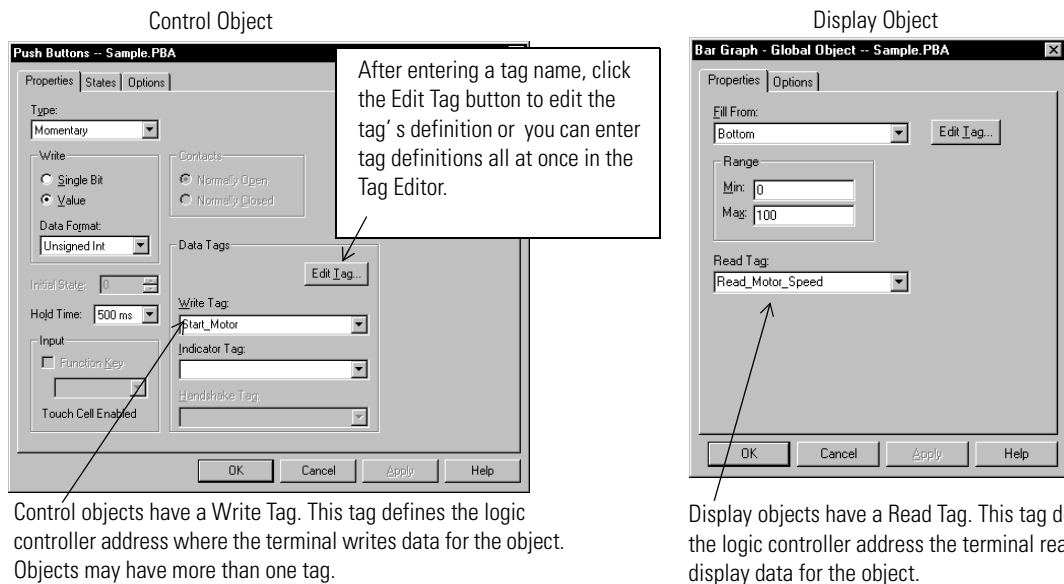 Control Object
Push Buttons -- Sample.PBA
Properties States Options
Type:
Momentary
Write
Single Bit
Value
Data Format:
Unsigned Int
Contacts
Normally Open
Normally Closed
Initial State: 0
Hold Time: 500 ms
Input
Function Key
Touch Cell Enabled
Data Tags
Edit Tag...
Write Tag:
Start_Motor
Indicator Tag:
Handshake Tag:
OK Cancel Apply Help
After entering a tag name, click
the Edit Tag button to edit the
tag' s definition or you can enter
tag definitions all at once in the
Tag Editor.
Control objects have a Write Tag. This tag defines the logic
controller address where the terminal writes data for the object.
Objects may have more than one tag.
Display Object
Bar Graph - Global Object -- Sample.PBA
Properties Options
Fill From:
Bottom
Edit Tag...
Range
Min: 0
Max: 100
Read Tag:
Read_Motor_Speed
OK Cancel Apply Help
Display objects have a Read Tag. This tag
the logic controller address the terminal
display data for the object.